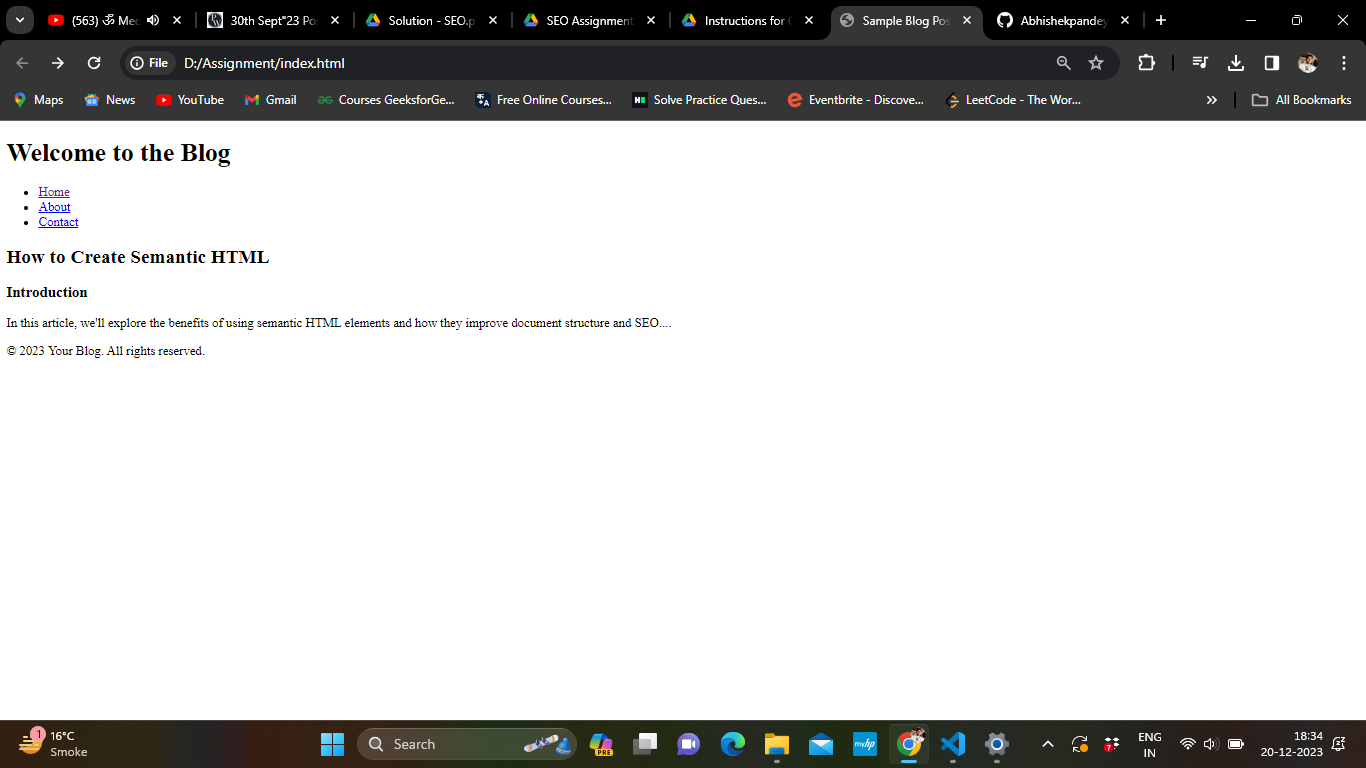 (563) ॐ Med
30th Sept"23 Po
Solution - SEO.p
SEO Assignment
Instructions for
Sample Blog Pos
Abhishekpandey
File D:/Assignment/index.html
Maps
News
YouTube
Gmail
Courses GeeksforGe...
Free Online Courses...
Solve Practice Ques...
Eventbrite - Discove...
LeetCode - The Wor...
»
All Bookmarks
Welcome to the Blog
• Home
• About
• Contact
How to Create Semantic HTML
Introduction
In this article, we'll explore the benefits of using semantic HTML elements and how they improve document structure and SEO....
© 2023 Your Blog. All rights reserved.
1
16°C
Smoke
Search
PRE
myhp
7
ENG
IN
18:34
20-12-2023